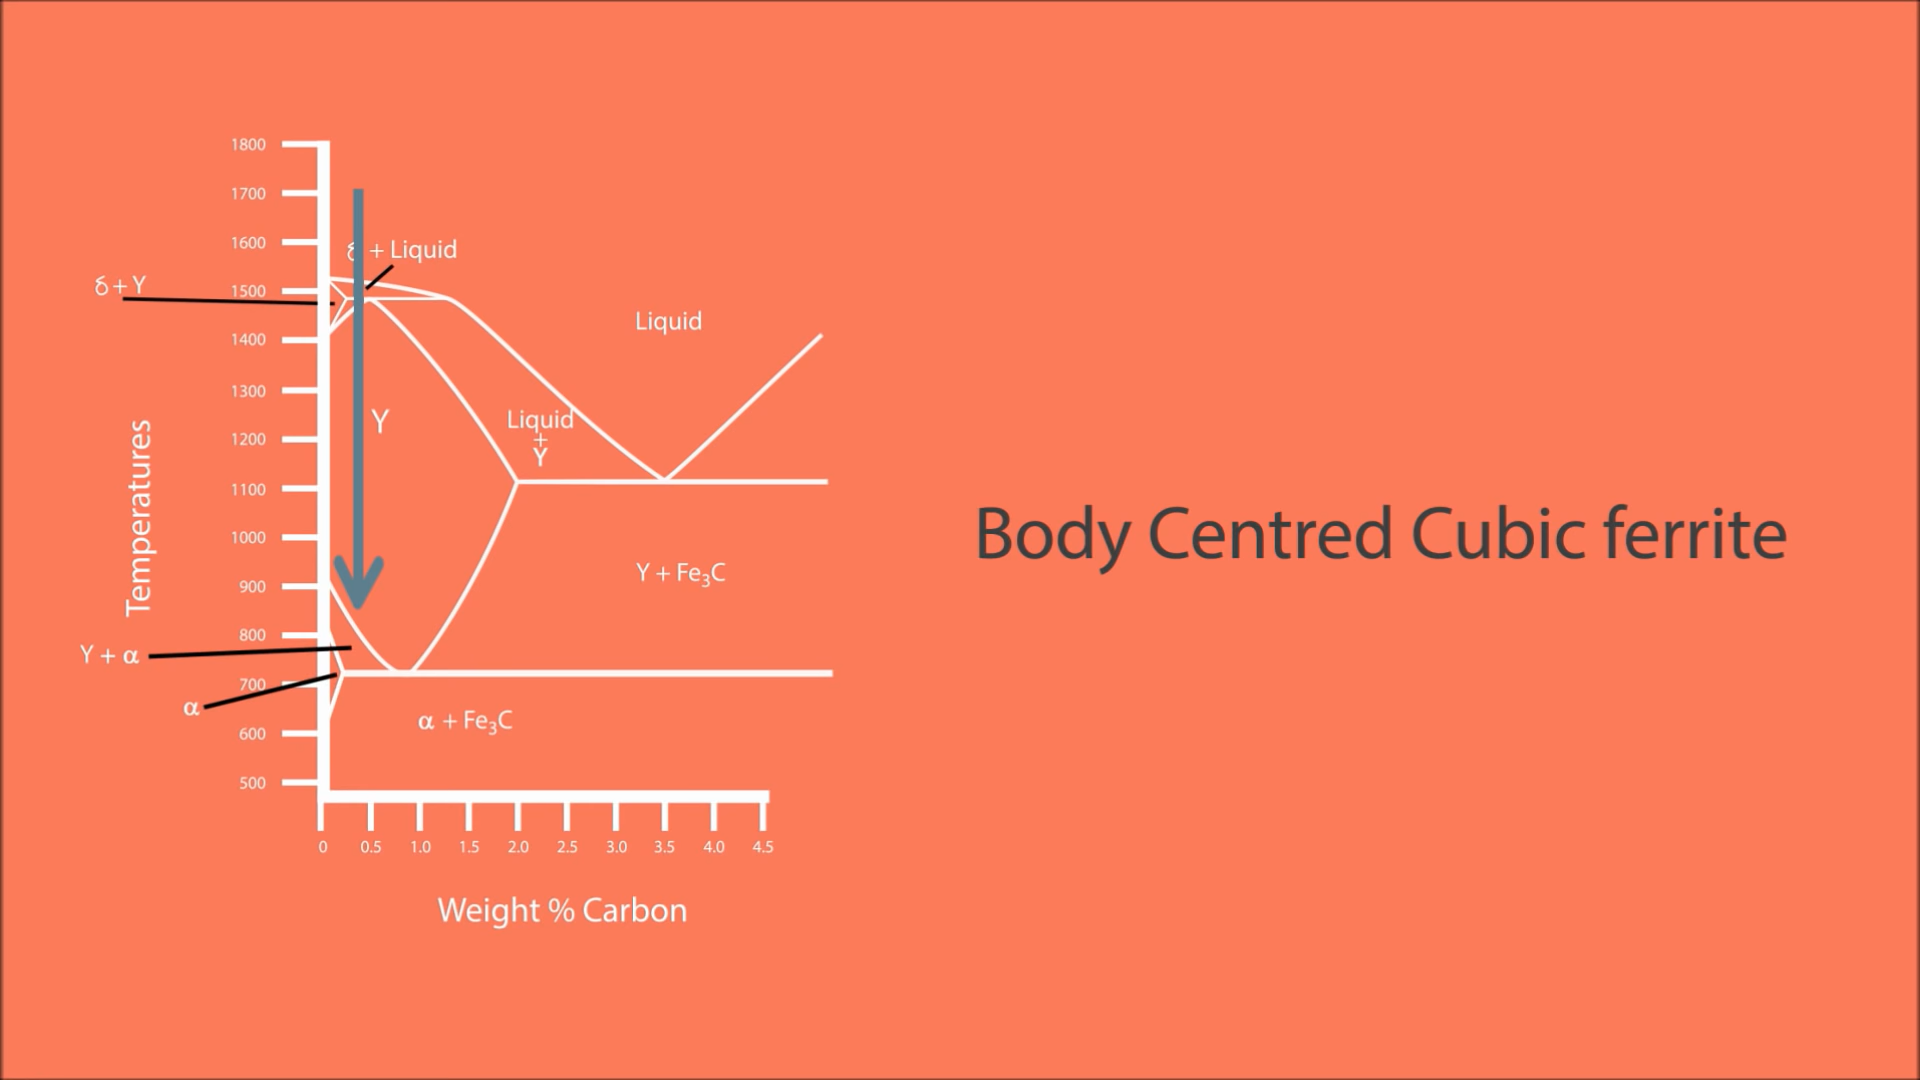 1800
1700
1600
1500
1400
1300
1200
1100
1000
900
800
700
600
500
Temperatures
δ + Liquid
δ + Y
Liquid
Y
Liquid
+
Y
Y + Fe₃C
Y + α
α
α + Fe₃C
0 0.5 1.0 1.5 2.0 2.5 3.0 3.5 4.0 4.5
Weight % Carbon
Body Centred Cubic ferrite